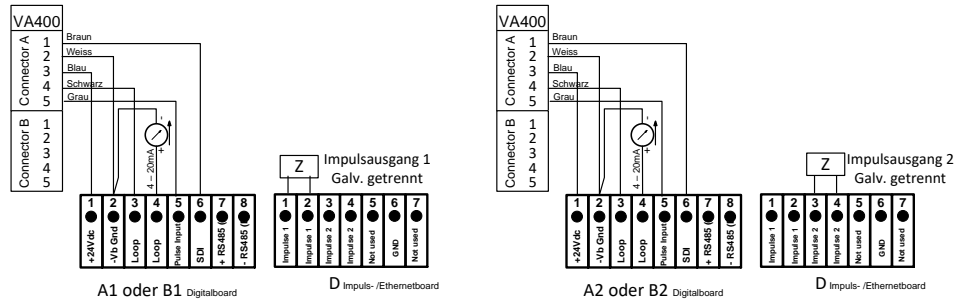 VA400
Connector A
1
2
3
4
5
Connector B
1
2
3
4
5
Braun
Weiss
Blau
Schwarz
Grau
-
+
4 – 20mA
Z
Impulsausgang 1
Galv. getrennt
1 2 3 4 5 6 7 8
+24Vdc
-Vb Gnd
Loop
Loop
Pulse Input
SDI
+ RS485 (
- RS485 (
A1 oder B1 Digitalboard
1 2 3 4 5 6 7
Impulse 1
Impulse 1
Impulse 2
Impulse 2
Not used
GND
Not used
D Impuls- /Ethernetboard
VA400
Connector A
1
2
3
4
5
Connector B
1
2
3
4
5
Braun
Weiss
Blau
Schwarz
Grau
-
+
4 – 20mA
Z
Impulsausgang 2
Galv. getrennt
1 2 3 4 5 6 7 8
+24Vdc
-Vb Gnd
Loop
Loop
Pulse Input
SDI
+ RS485 (
- RS485 (
A2 oder B2 Digitalboard
1 2 3 4 5 6 7
Impulse 1
Impulse 1
Impulse 2
Impulse 2
Not used
GND
Not used
D Impuls- /Ethernetboard